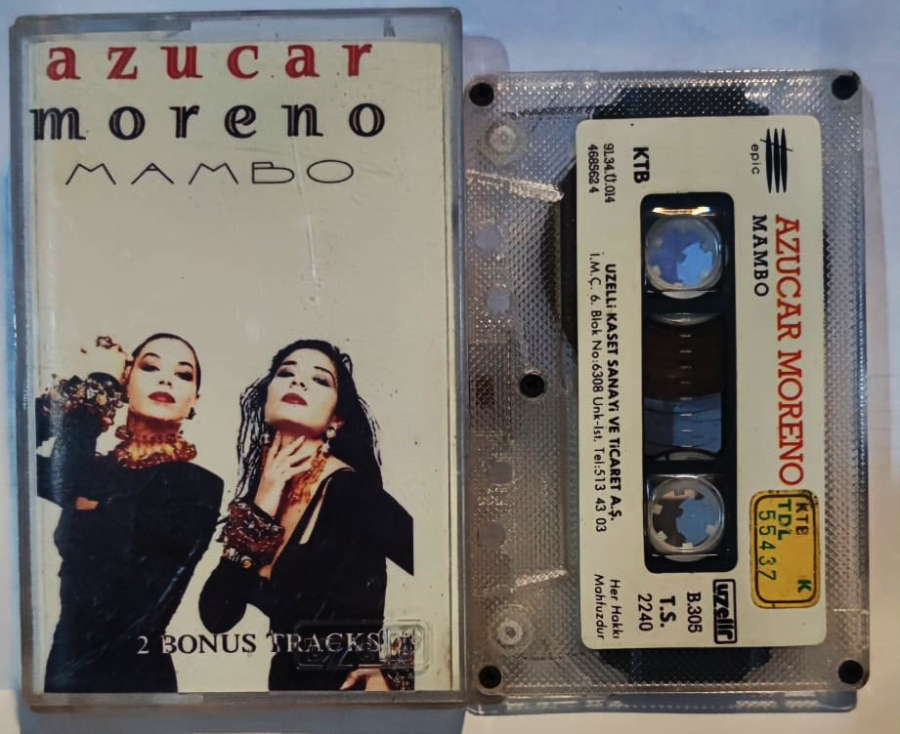 azucar
moreno
MAMBO
2 BONUS TRACKS
epic
AZUCAR MORENO
MAMBO
KTB
91.34.Ü.014
468562 4
UZELLİ KASET SANAYİ VE TİCARET A.Ş.
İ.M.Ç. 6. Blok No:6308 Unk-İst. Tel:513 43 03
Her Hakkı
Mahfuzdur
uzelli
B.305
T.S.
2240
KTB K
TDL
55437